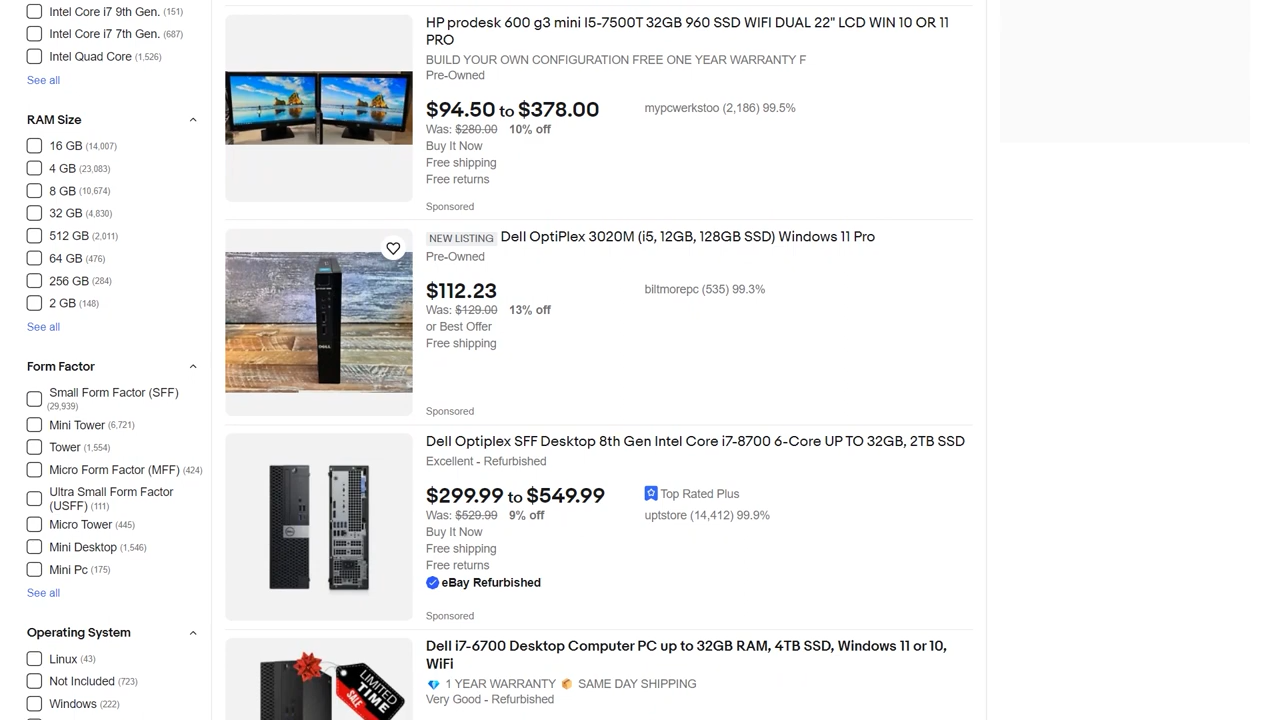 Intel Core i7 9th Gen. (151)
Intel Core i7 7th Gen. (687)
Intel Quad Core (1,526)
See all
RAM Size
16 GB (14,007)
4 GB (23,083)
8 GB (10,674)
32 GB (4,830)
512 GB (2,011)
64 GB (476)
256 GB (284)
2 GB (148)
See all
Form Factor
Small Form Factor (SFF)
(29,939)
Mini Tower (6,721)
Tower (1,554)
Micro Form Factor (MFF) (424)
Ultra Small Form Factor
(USFF) (111)
Micro Tower (445)
Mini Desktop (1,546)
Mini Pc (175)
See all
Operating System
Linux (43)
Not Included (723)
Windows (222)
HP prodesk 600 g3 mini I5-7500T 32GB 960 SSD WIFI DUAL 22" LCD WIN 10 OR 11
PRO
BUILD YOUR OWN CONFIGURATION FREE ONE YEAR WARRANTY F
Pre-Owned
$94.50 to $378.00
mypcwerkstoo (2,186) 99.5%
Was: $280.00 10% off
Buy It Now
Free shipping
Free returns
Sponsored
NEW LISTING Dell OptiPlex 3020M (i5, 12GB, 128GB SSD) Windows 11 Pro
Pre-Owned
$112.23
biltmorepc (535) 99.3%
Was: $129.00 13% off
or Best Offer
Free shipping
Sponsored
DELL
Dell Optiplex SFF Desktop 8th Gen Intel Core i7-8700 6-Core UP TO 32GB, 2TB SSD
Excellent - Refurbished
$299.99 to $549.99
Top Rated Plus
Was: $529.99 9% off
uptstore (14,412) 99.9%
Buy It Now
Free shipping
Free returns
eBay Refurbished
Sponsored
Dell i7-6700 Desktop Computer PC up to 32GB RAM, 4TB SSD, Windows 11 or 10,
WiFi
1 YEAR WARRANTY SAME DAY SHIPPING
Very Good - Refurbished
LIMITED
TIME
SALE